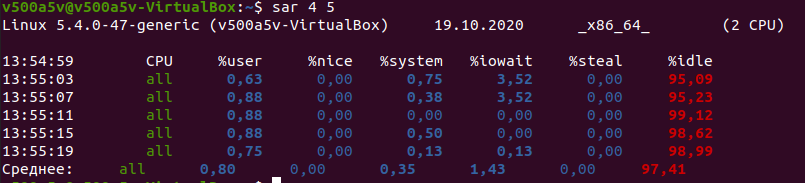 v500a5v@v500a5v-VirtualBox:~$ sar 4 5
Linux 5.4.0-47-generic (v500a5v-VirtualBox) 19.10.2020 _x86_64_ (2 CPU)
13:54:59 CPU %user %nice %system %iowait %steal %idle
13:55:03 all 0,63 0,00 0,75 3,52 0,00 95,09
13:55:07 all 0,88 0,00 0,38 3,52 0,00 95,23
13:55:11 all 0,88 0,00 0,00 0,00 0,00 99,12
13:55:15 all 0,88 0,00 0,50 0,00 0,00 98,62
13:55:19 all 0,75 0,00 0,13 0,13 0,00 98,99
Среднее: all 0,80 0,00 0,35 1,43 0,00 97,41